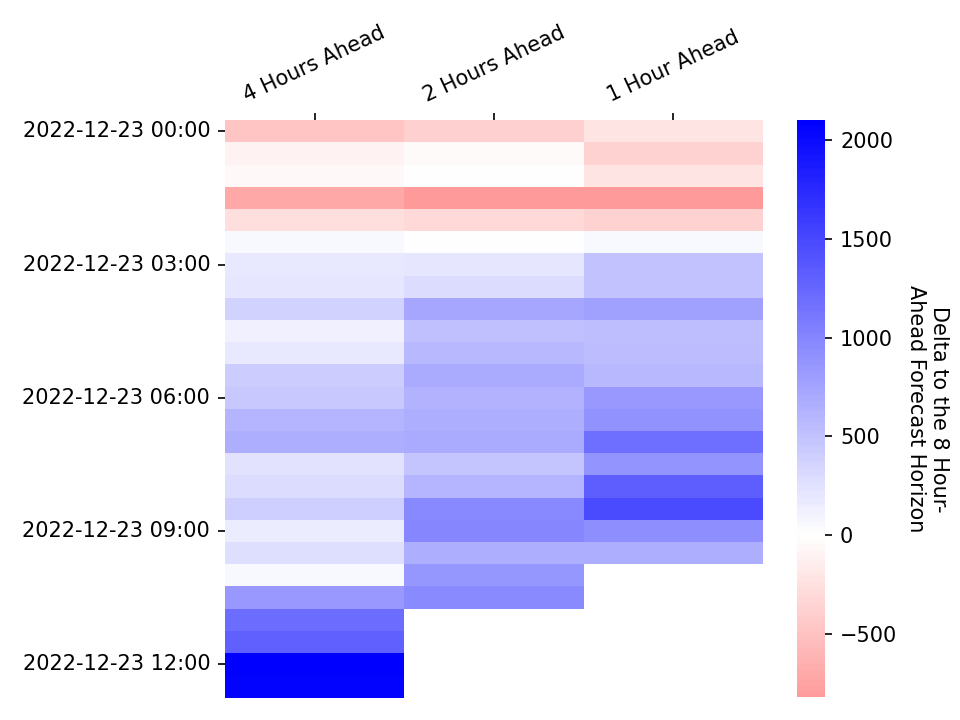 4 Hours Ahead
2 Hours Ahead
1 Hour Ahead
2022-12-23 00:00
2022-12-23 03:00
2022-12-23 06:00
2022-12-23 09:00
2022-12-23 12:00
2000
1500
1000
500
0
−500
Delta to the 8 Hour-
Ahead Forecast Horizon